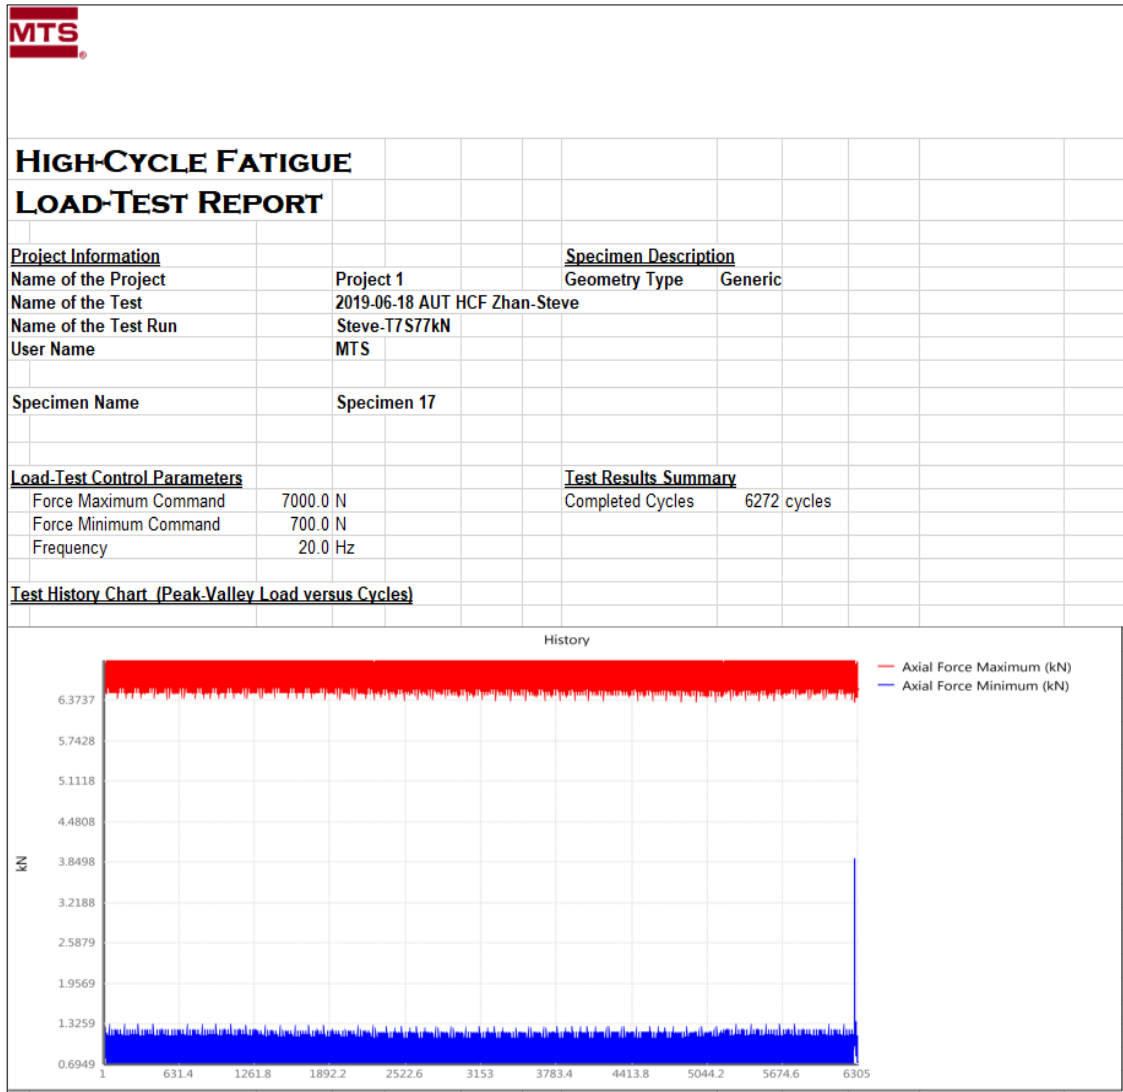 MTS
®
HIGH-CYCLE FATIGUE
LOAD-TEST REPORT
Project Information Specimen Description
Name of the Project Project 1 Geometry Type Generic
Name of the Test 2019-06-18 AUT HCF Zhan-Steve
Name of the Test Run Steve-T7S77kN
User Name MTS
Specimen Name Specimen 17
Load-Test Control Parameters Test Results Summary
Force Maximum Command 7000.0 N Completed Cycles 6272 cycles
Force Minimum Command 700.0 N
Frequency 20.0 Hz
Test History Chart (Peak-Valley Load versus Cycles)
History
Axial Force Maximum (kN)
Axial Force Minimum (kN)
6.3737
5.7428
5.1118
4.4808
kN
3.8498
3.2188
2.5879
1.9569
1.3259
0.6949
1 631.4 1261.8 1892.2 2522.6 3153 3783.4 4413.8 5044.2 5674.6 6305